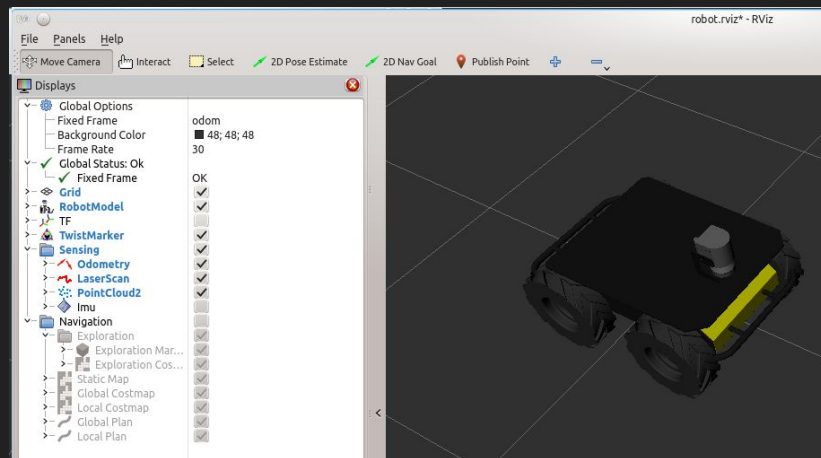 robot.rviz* - RViz
File Panels Help
Move Camera Interact Select 2D Pose Estimate 2D Nav Goal Publish Point
Displays
Global Options
Fixed Frame odom
Background Color 48; 48; 48
Frame Rate 30
Global Status: Ok
Fixed Frame OK
Grid
RobotModel
TF
TwistMarker
Sensing
Odometry
LaserScan
PointCloud2
Imu
Navigation
Exploration
Exploration Mar...
Exploration Cos...
Static Map
Global Costmap
Local Costmap
Global Plan
Local Plan